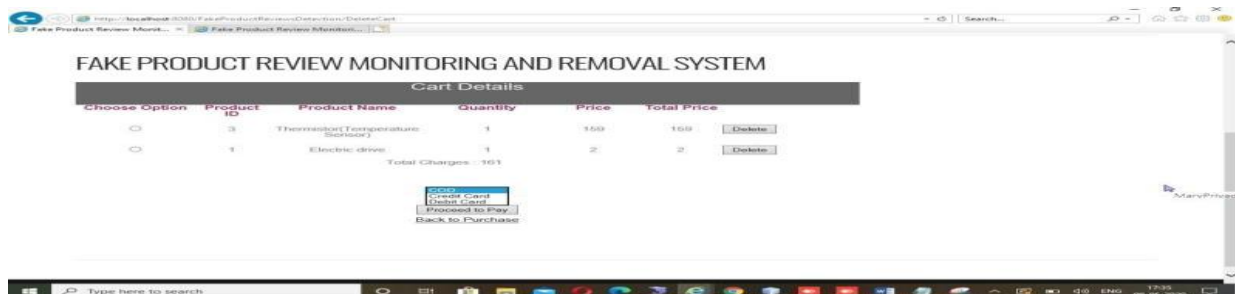 http://localhost:8080/FakeProductReviewsDetection/DeleteCart
Search...
Fake Product Review Monit...
Fake Product Review Monitori...
FAKE PRODUCT REVIEW MONITORING AND REMOVAL SYSTEM
Cart Details
Choose Option Product ID Product Name Quantity Price Total Price
3 Thermistor(Temperature Sensor) 1 159 159 Delete
1 Electric drive 1 2 2 Delete
Total Charges : 161
COD
Credit Card
Debit Card
Proceed to Pay
Back to Purchase
Type here to search
ENG
17:35